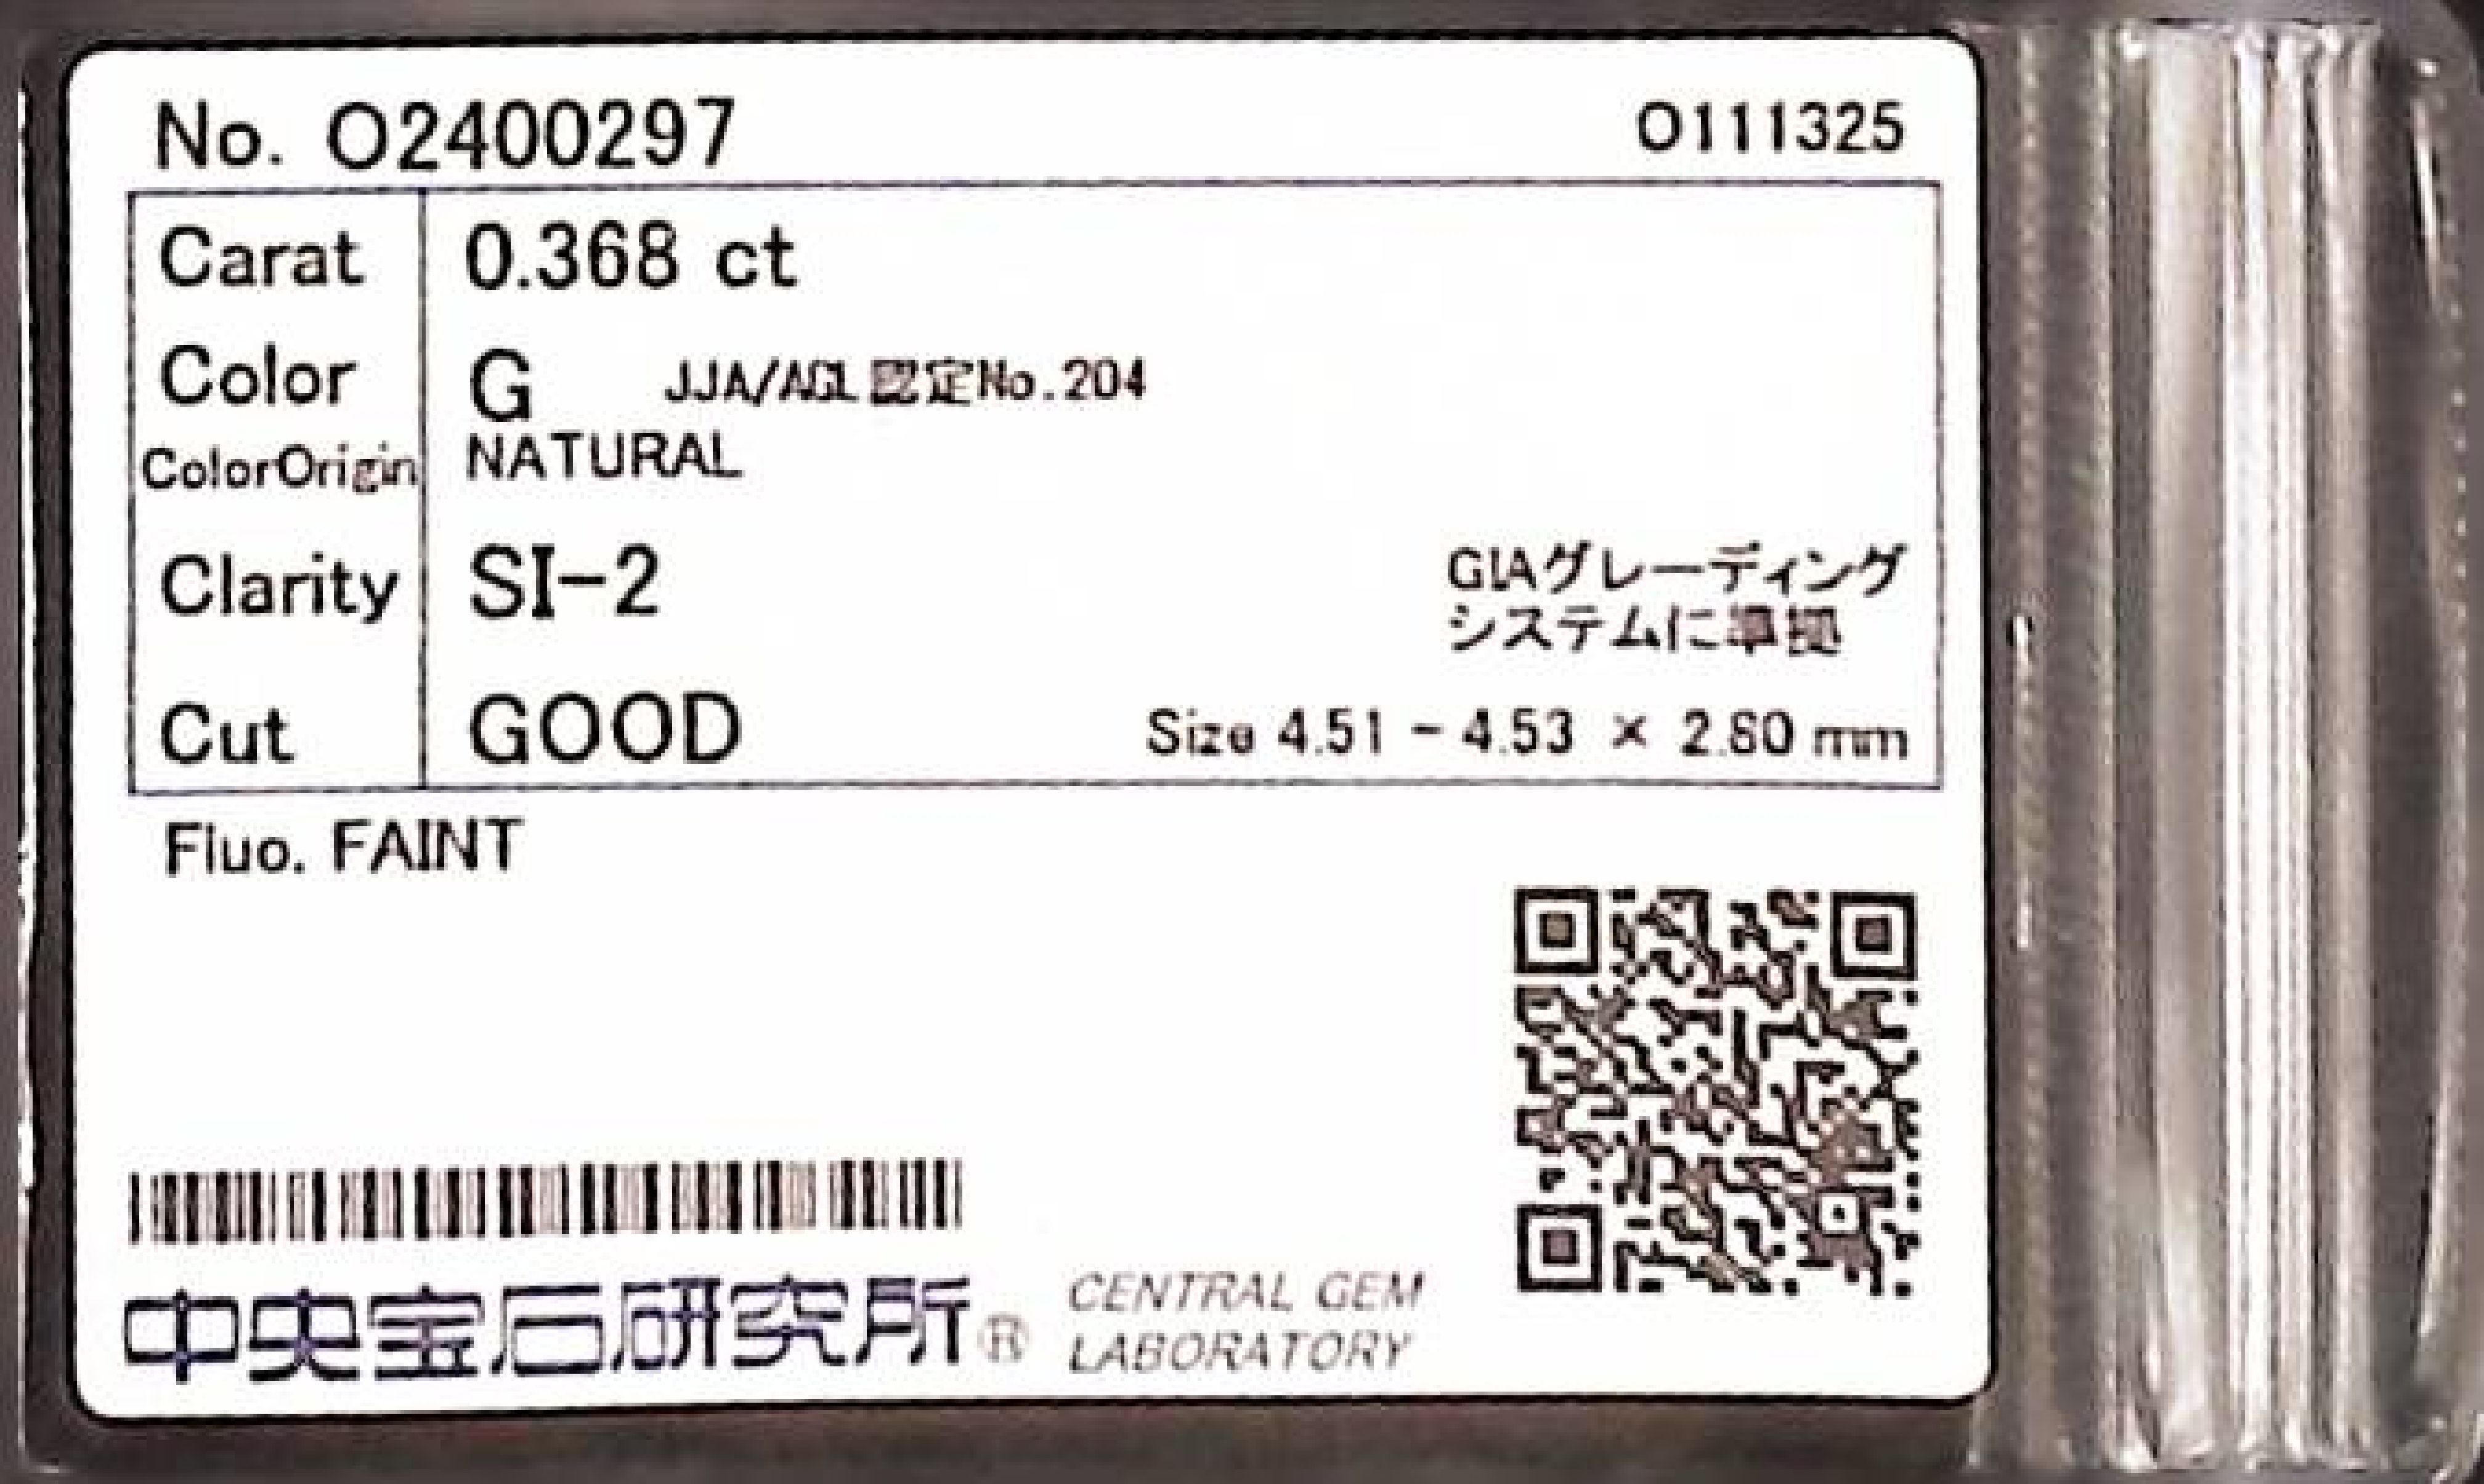 No. O2400297
O111325
Carat 0.368 ct
Color G JJA/AGL認定No.204
ColorOrigin NATURAL
Clarity SI-2
GIAグレーディング
システムに準拠
Cut GOOD
Size 4.51 - 4.53 × 2.80 mm
Fluo. FAINT
中央宝石研究所®
CENTRAL GEM
LABORATORY